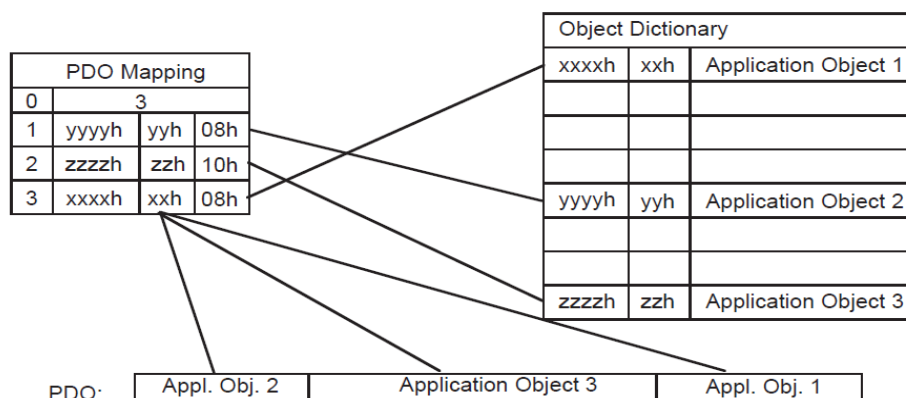 Object Dictionary
xxxxh xxh Application Object 1
PDO Mapping
0 3
1 yyyyh yyh 08h
2 zzzzh zzh 10h
3 xxxxh xxh 08h
yyyyh yyh Application Object 2
zzzzh zzh Application Object 3
PDO: Appl. Obj. 2 Application Object 3 Appl. Obj. 1